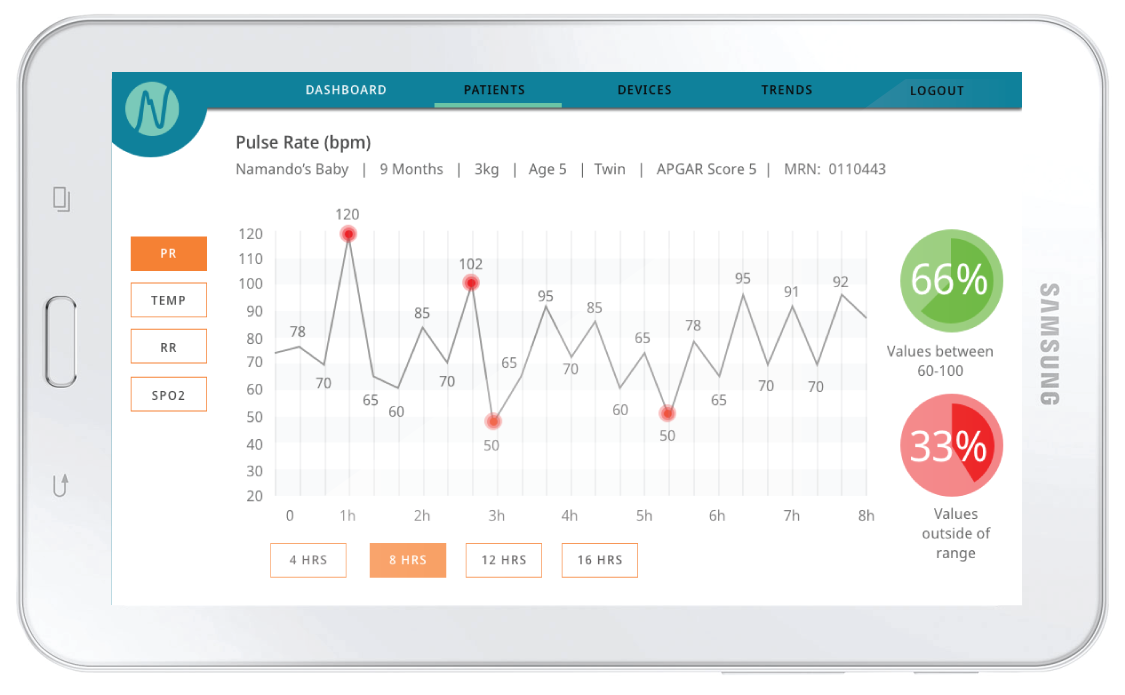 DASHBOARD PATIENTS DEVICES TRENDS LOGOUT
Pulse Rate (bpm)
Namando's Baby | 9 Months | 3kg | Age 5 | Twin | APGAR Score 5 | MRN: 0110443
PR
TEMP
RR
SPO2
120
110
100
90
80
70
60
50
40
30
20
78
70
120
65
60
85
70
102
50
65
95
70
85
60
65
50
78
65
95
70
91
70
92
0 1h 2h 3h 4h 5h 6h 7h 8h
4 HRS 8 HRS 12 HRS 16 HRS
66%
Values between
60-100
33%
Values
outside of
range
SAMSUNG